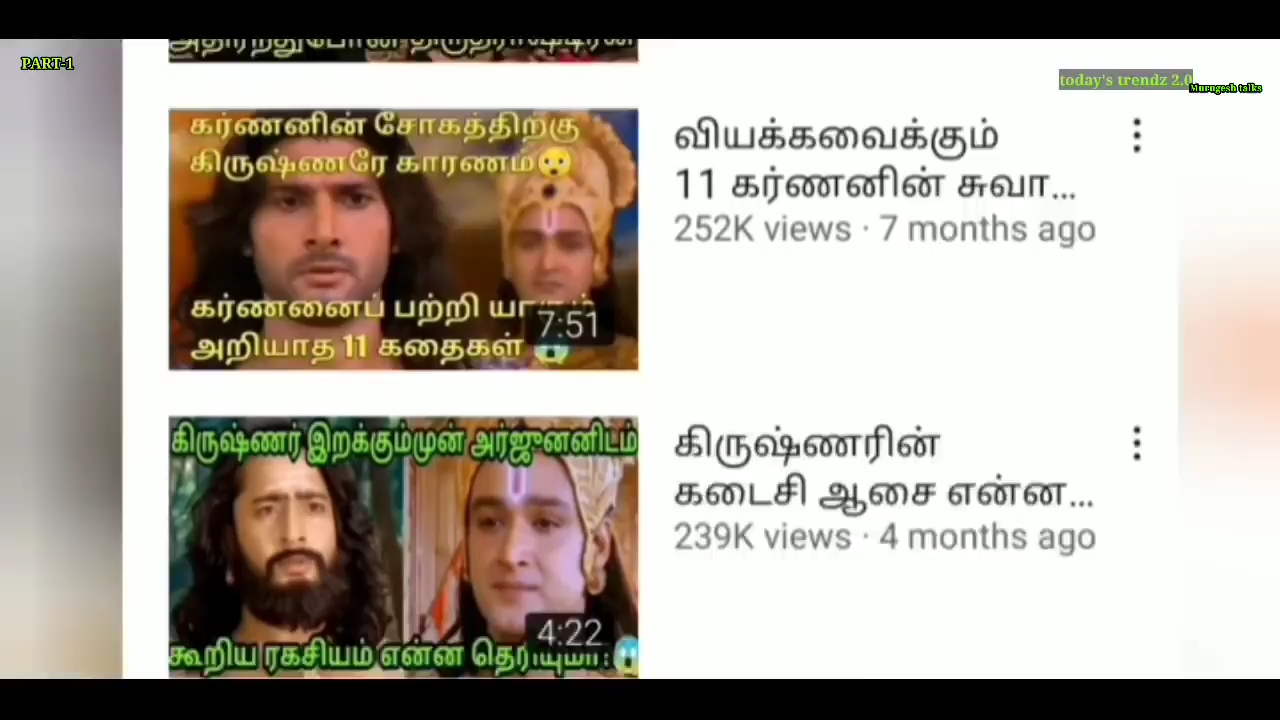 PART-1
today's trendz 2.0
Murugesh talks
கர்ணனின் சோகத்திற்கு
கிருஷ்ணரே காரணம்😲
கர்ணனைப் பற்றி
அறியாத 11 கதைகள்
7:51
வியக்கவைக்கும்
11 கர்ணனின் சுவா...
252K views · 7 months ago
கிருஷ்ணர் இறக்கும்முன் அர்ஜுனனிடம்
கூறிய ரகசியம் என்ன
4:22
கிருஷ்ணரின்
கடைசி ஆசை என்ன...
239K views · 4 months ago